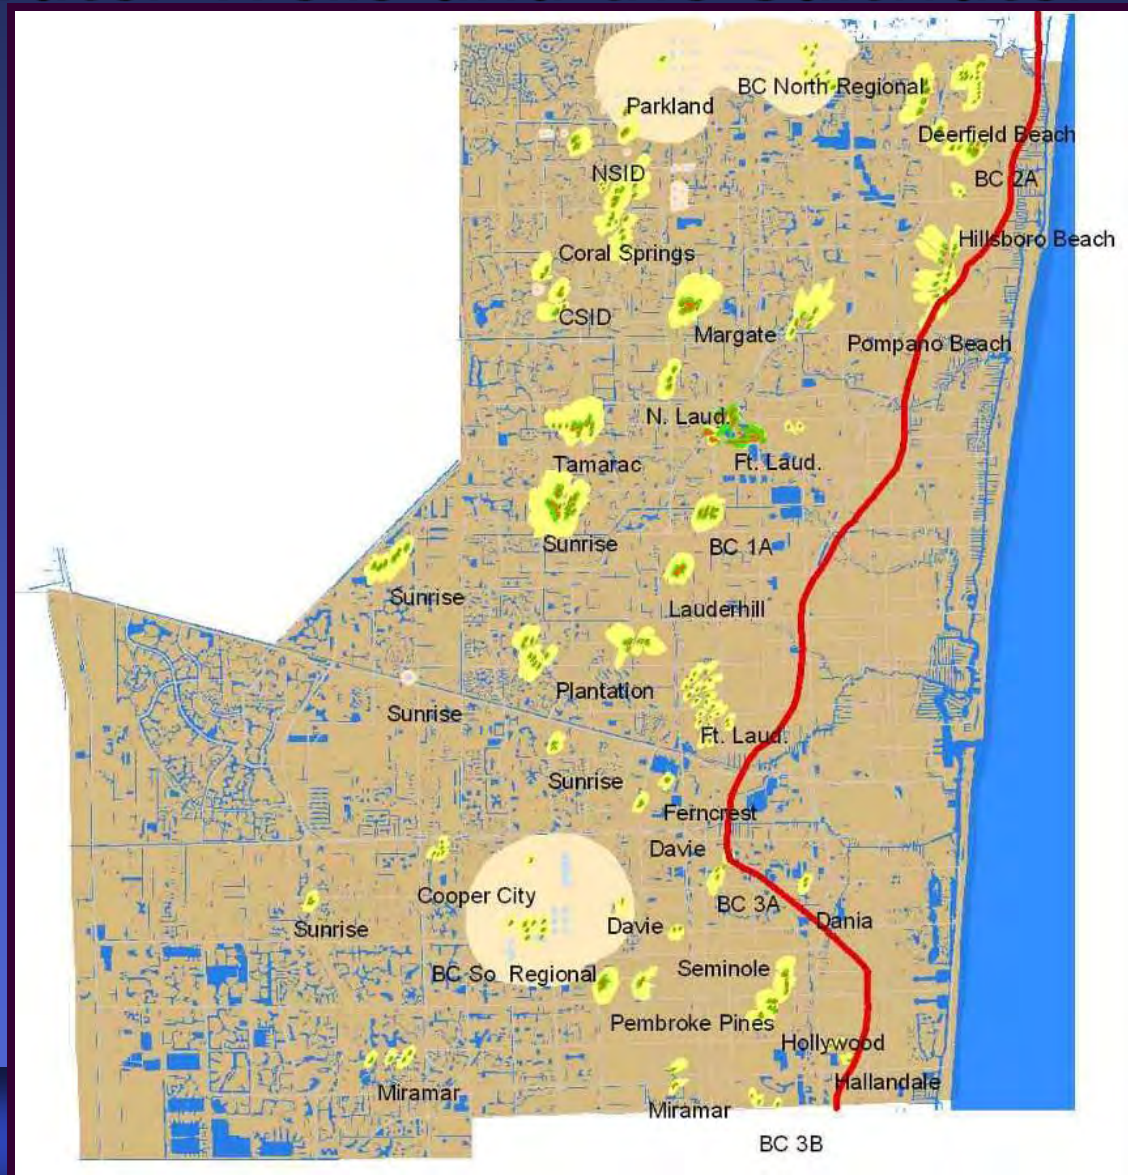 BC North Regional
Parkland
Deerfield Beach
NSID
BC 2A
Hillsboro Beach
Coral Springs
CSID
Margate
Pompano Beach
N. Laud.
Tamarac
Ft. Laud.
Sunrise
BC 1A
Sunrise
Lauderhill
Plantation
Sunrise
Ft. Laud.
Sunrise
Ferncrest
Davie
Cooper City
BC 3A
Dania
Davie
Sunrise
Seminole
BC So. Regional
Pembroke Pines
Hollywood
Hallandale
Miramar
Miramar
BC 3B